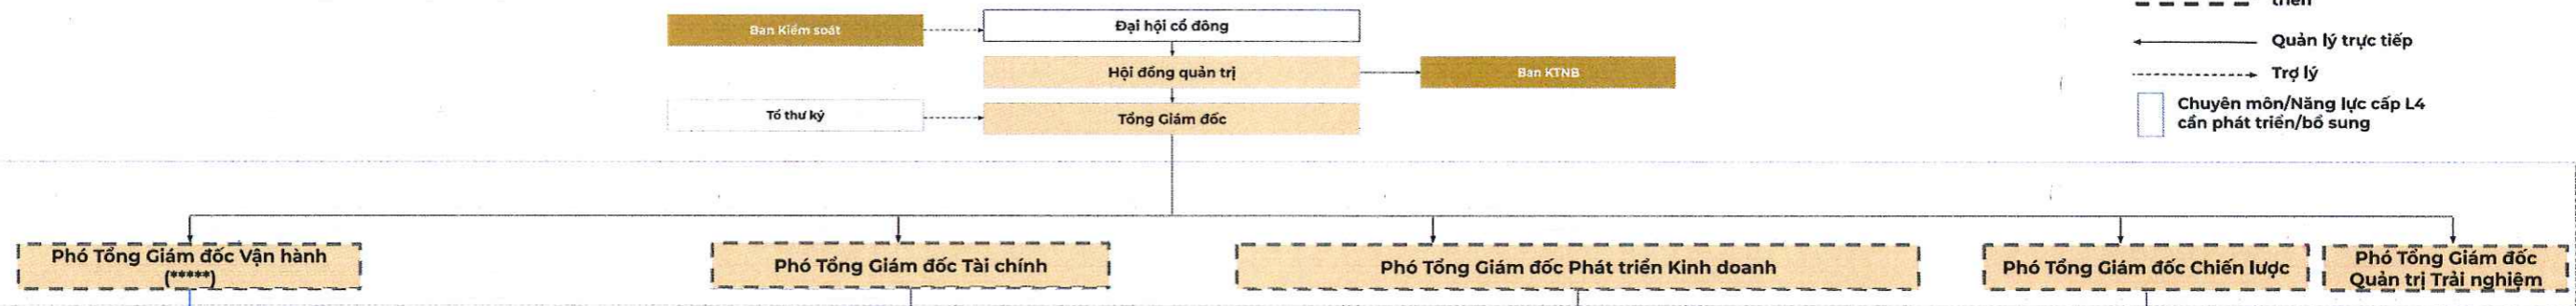 triển
Ban Kiểm soát
Đại hội cổ đông
Quản lý trực tiếp
Hội đồng quản trị
Ban KTNB
Trợ lý
Tổ thư ký
Tổng Giám đốc
Chuyên môn/Năng lực cấp L4
cần phát triển/bổ sung
Phó Tổng Giám đốc Vận hành
(*****)
Phó Tổng Giám đốc Tài chính
Phó Tổng Giám đốc Phát triển Kinh doanh
Phó Tổng Giám đốc Chiến lược
Phó Tổng Giám đốc
Quản trị Trải nghiệm